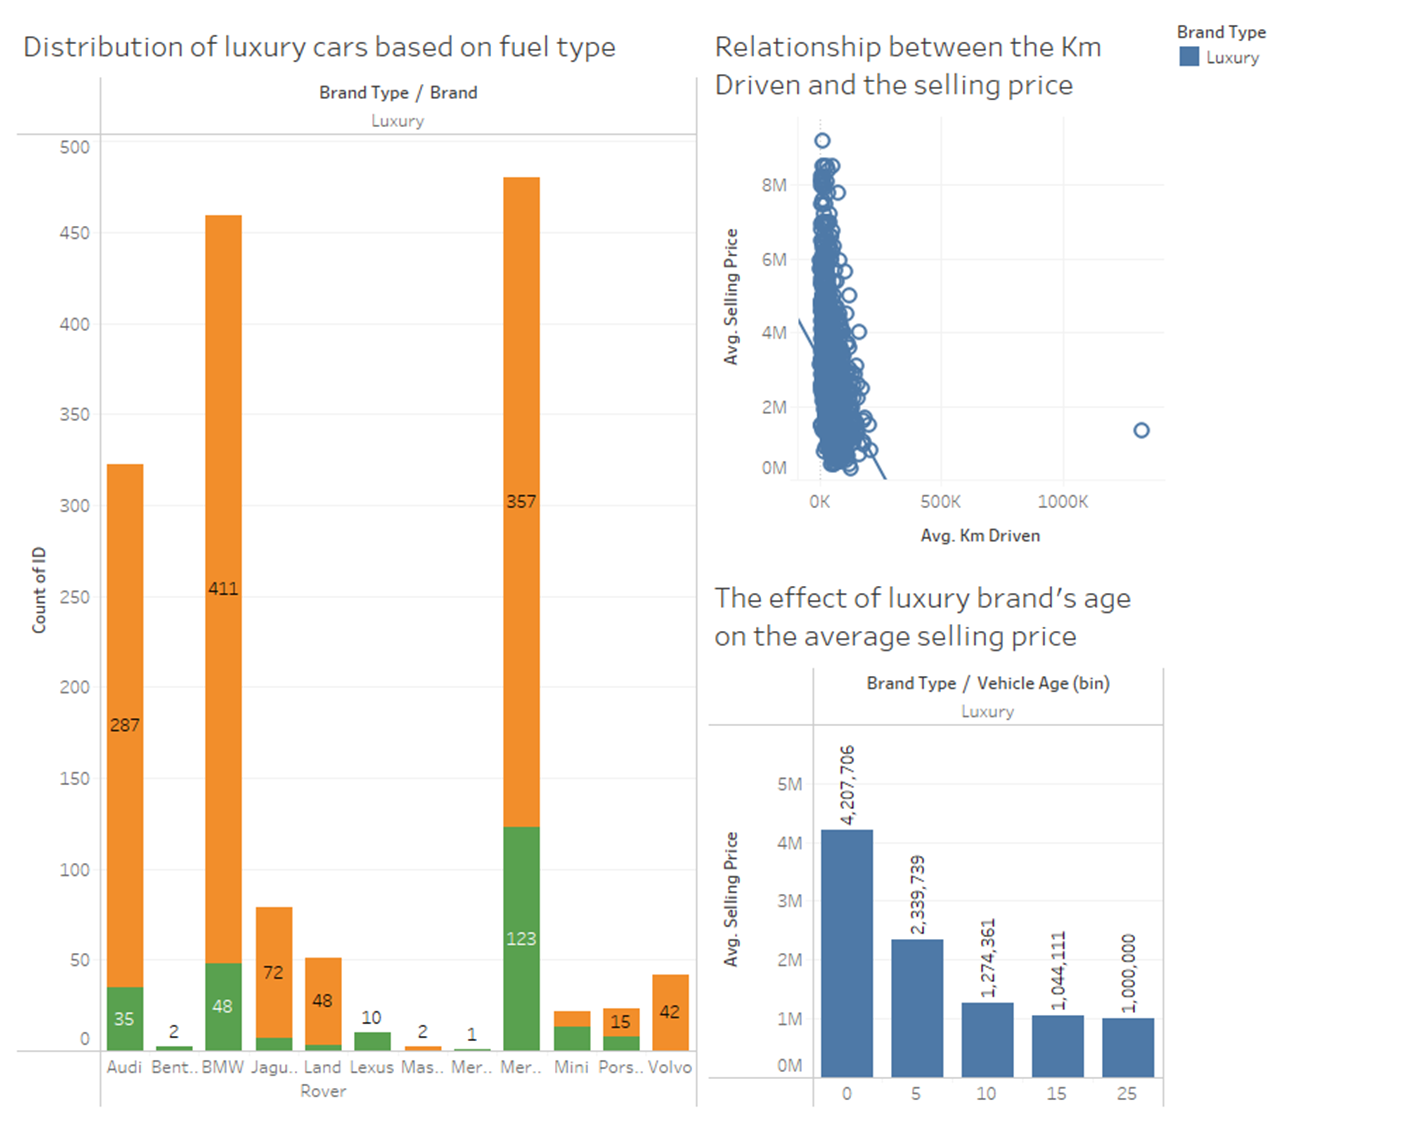 Distribution of luxury cars based on fuel type
Brand Type / Brand
Luxury
500
450
400
350
300
250
200
150
100
50
0
Count of ID
287
35
2
411
48
72
48
10
2
1
357
123
15
42
Audi Bent.. BMW Jagu.. Land Rover Lexus Mas.. Mer.. Mer.. Mini Pors.. Volvo
Relationship between the Km
Driven and the selling price
Brand Type
Luxury
8M
6M
4M
2M
0M
Avg. Selling Price
0K 500K 1000K
Avg. Km Driven
The effect of luxury brand's age
on the average selling price
Brand Type / Vehicle Age (bin)
Luxury
5M
4M
3M
2M
1M
0M
Avg. Selling Price
4,207,706
2,339,739
1,274,361
1,044,111
1,000,000
0 5 10 15 25